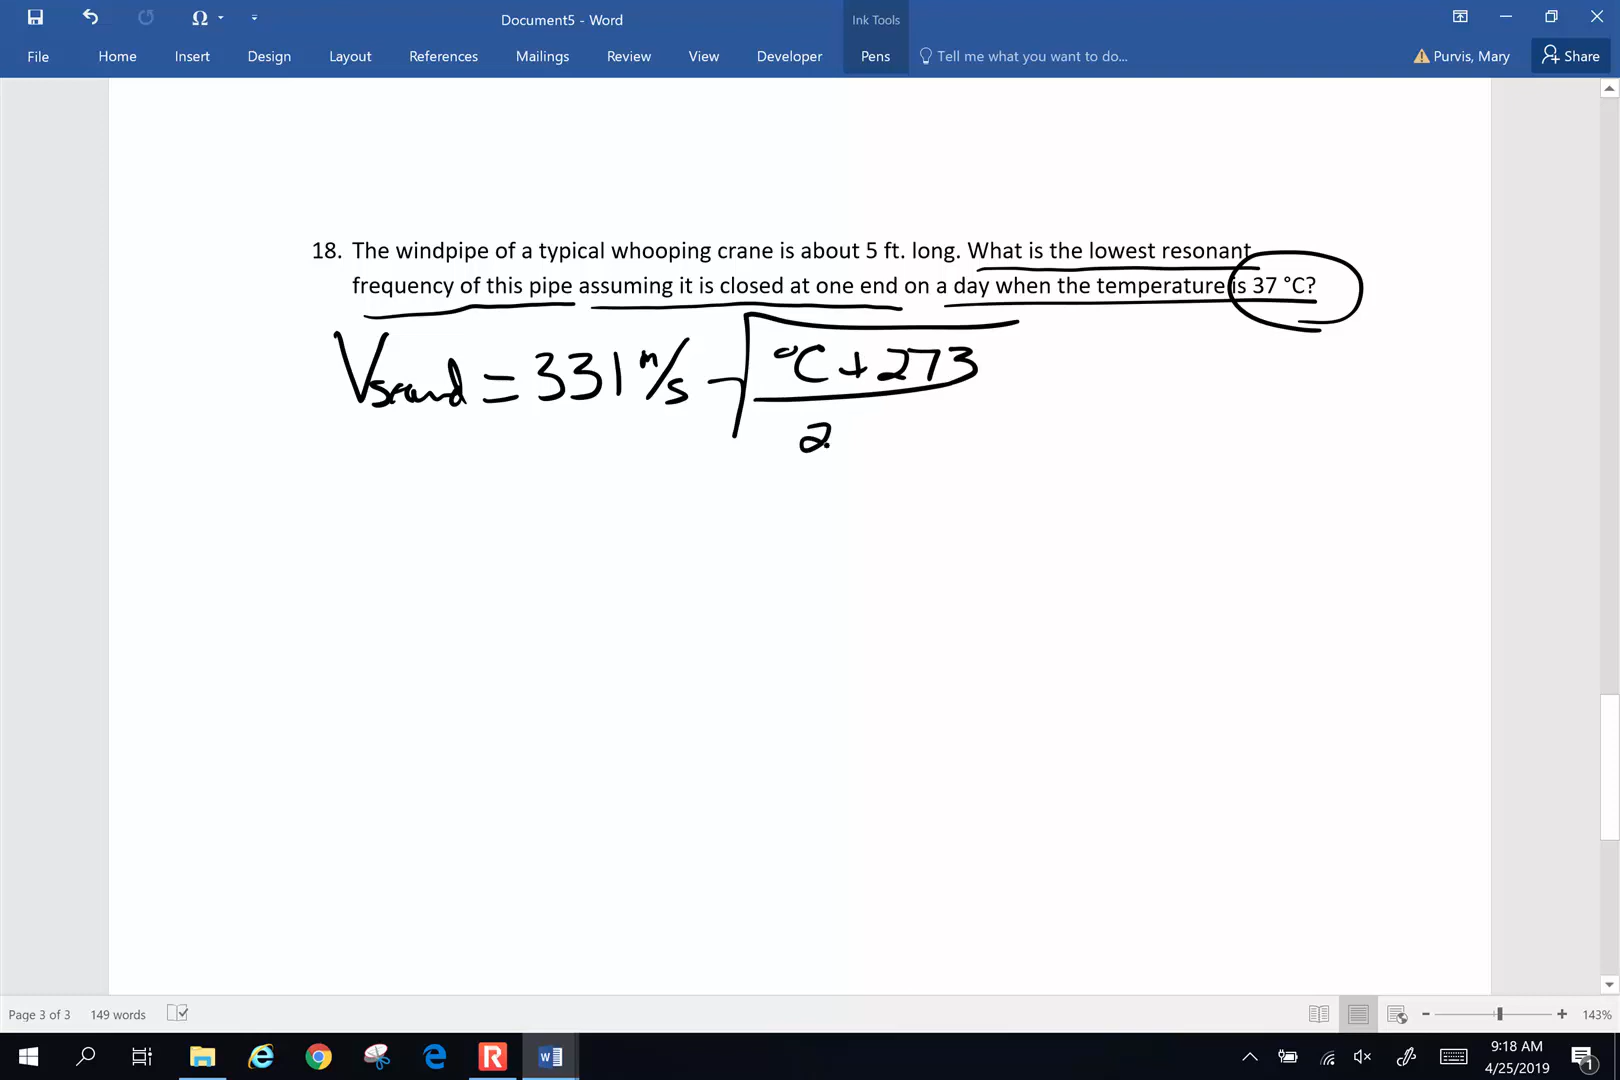 Document5 - Word
Ink Tools
File Home Insert Design Layout References Mailings Review View Developer Pens Tell me what you want to do... Purvis, Mary Share
18. The windpipe of a typical whooping crane is about 5 ft. long. What is the lowest resonant
frequency of this pipe assuming it is closed at one end on a day when the temperature is 37 °C?
Vsound = 331 m/s √ °C + 273
2
Page 3 of 3 149 words 143%
9:18 AM
4/25/2019
1